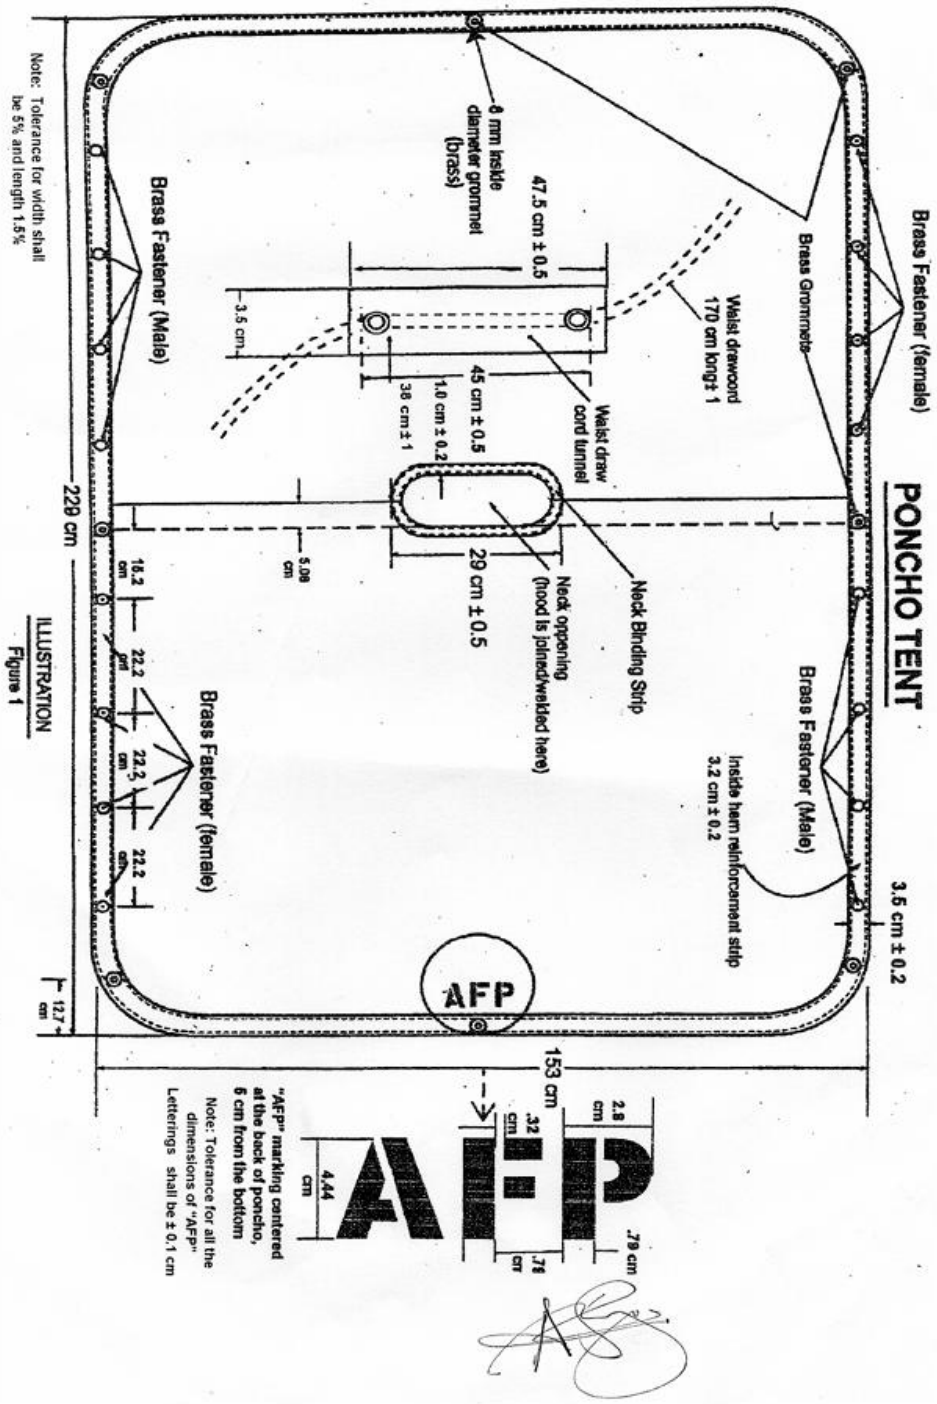 PONCHO TENT
Brass Fastener (female)
3.5 cm ± 0.2
Brass Grommets
Brass Fastener (Male)
Inside hem reinforcement strip
3.2 cm ± 0.2
Waist drawcord
170 cm long ± 1
Neck Binding Strip
8 mm inside
diameter grommet
(brass)
47.5 cm ± 0.5
Waist draw
cord tunnel
Neck oppening
(hood is joined/welded here)
45 cm ± 0.5
29 cm ± 0.5
1.0 cm ± 0.2
38 cm ± 1
3.5 cm
5.08
cm
AFP
Brass Fastener (Male)
Brass Fastener (female)
15.2
cm
22.2
cm
22.2
cm
22.2
cm
12.7
cm
229 cm
153 cm
Note: Tolerance for width shall
be 5% and length 1.5%
ILLUSTRATION
Figure 1
2.8
cm
.79 cm
.32
cm
.79
cm
AFP
4.44
cm
"AFP" marking centered
at the back of poncho,
6 cm from the bottom
Note: Tolerance for all the
dimensions of "AFP"
Letterings shall be ± 0.1 cm